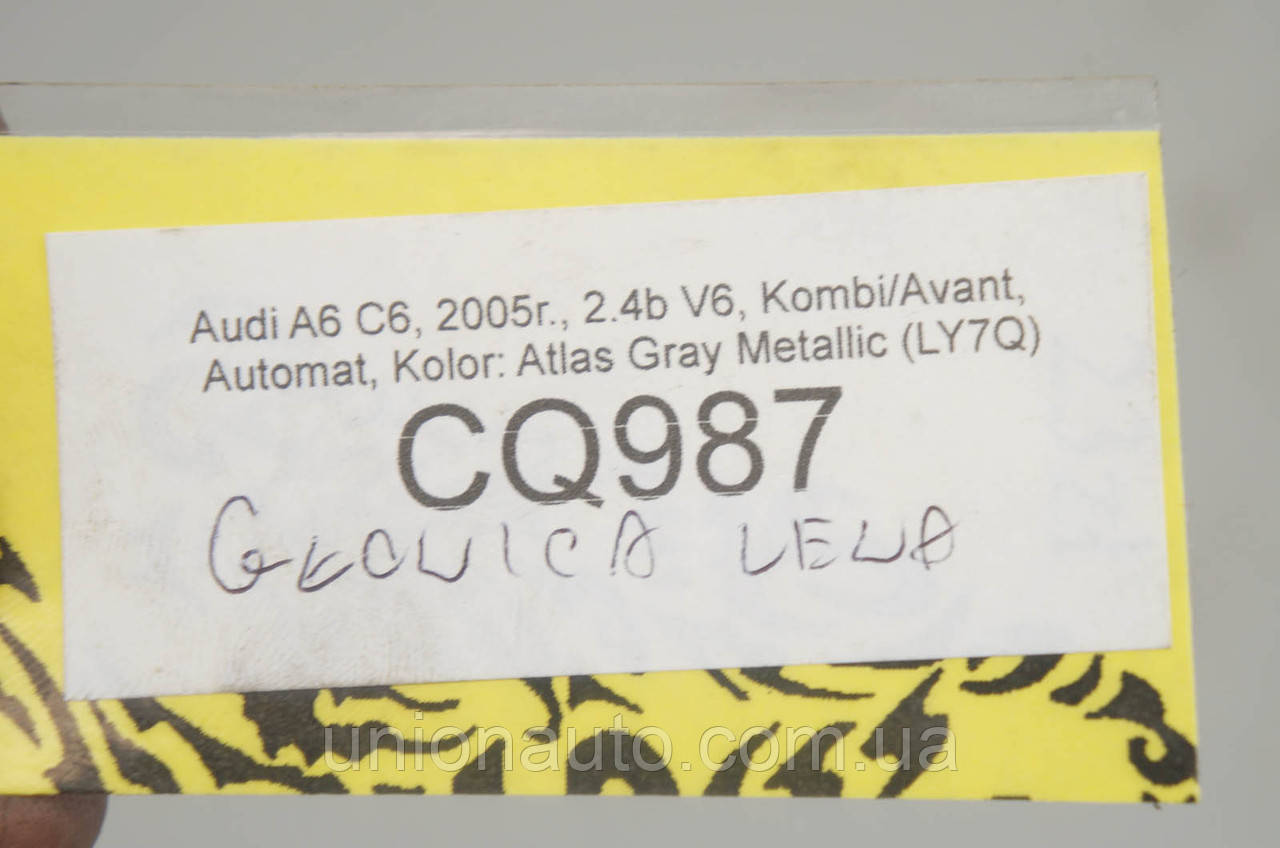 Audi A6 C6, 2005r., 2.4b V6, Kombi/Avant,
Automat, Kolor: Atlas Gray Metallic (LY7Q)
CQ987
GŁOWICA LEWA
unionauto.com.ua